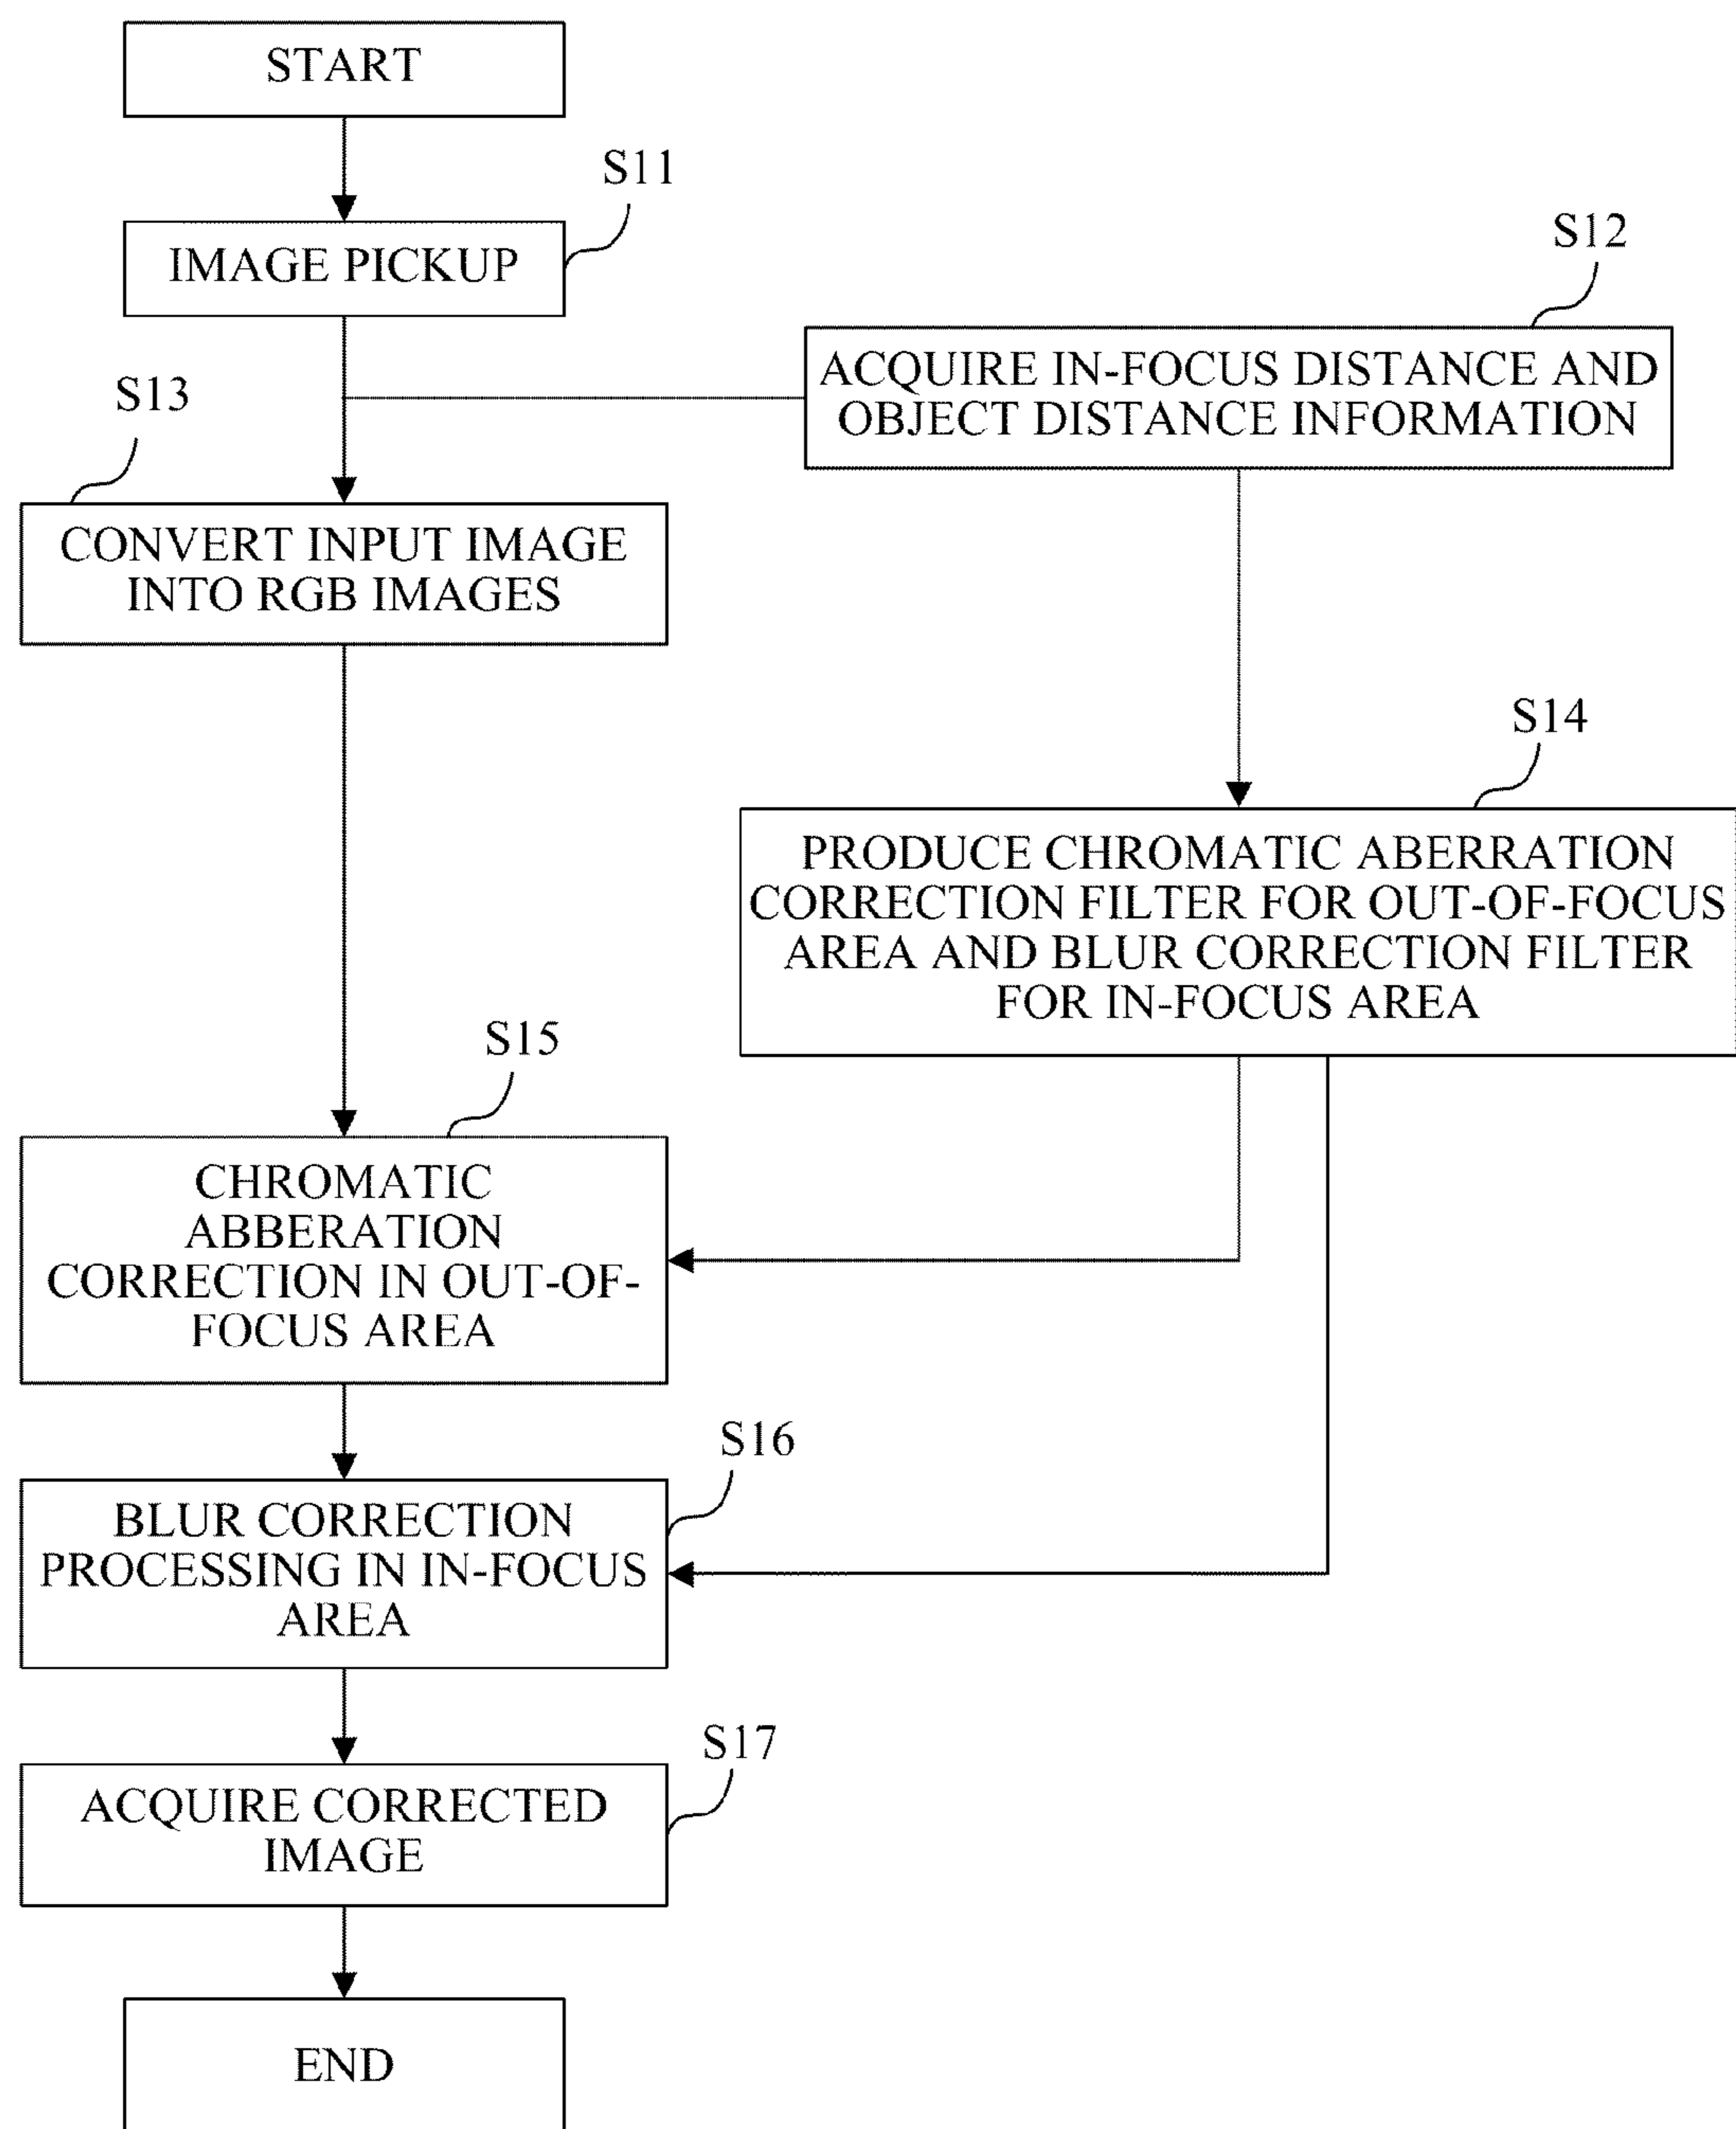 START
S11
IMAGE PICKUP
S12
ACQUIRE IN-FOCUS DISTANCE AND
OBJECT DISTANCE INFORMATION
S13
CONVERT INPUT IMAGE
INTO RGB IMAGES
S14
PRODUCE CHROMATIC ABERRATION
CORRECTION FILTER FOR OUT-OF-FOCUS
AREA AND BLUR CORRECTION FILTER
FOR IN-FOCUS AREA
S15
CHROMATIC
ABBERATION
CORRECTION IN OUT-OF-
FOCUS AREA
S16
BLUR CORRECTION
PROCESSING IN IN-FOCUS
AREA
S17
ACQUIRE CORRECTED
IMAGE
END